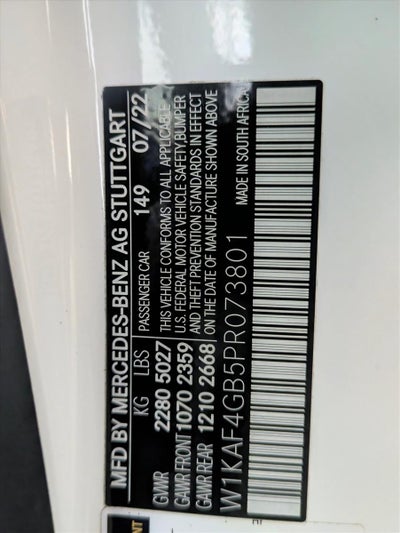 MFD BY MERCEDES-BENZ AG STUTTGART
KG LBS PASSENGER CAR 149 07/22
GVWR 2280 5027 THIS VEHICLE CONFORMS TO ALL APPLICABLE
GAWR FRONT 1070 2359 U.S. FEDERAL MOTOR VEHICLE SAFETY,BUMPER
GAWR REAR 1210 2668 AND THEFT PREVENTION STANDARDS IN EFFECT
ON THE DATE OF MANUFACTURE SHOWN ABOVE
W1KAF4GB5PR073801 MADE IN SOUTH AFRICA